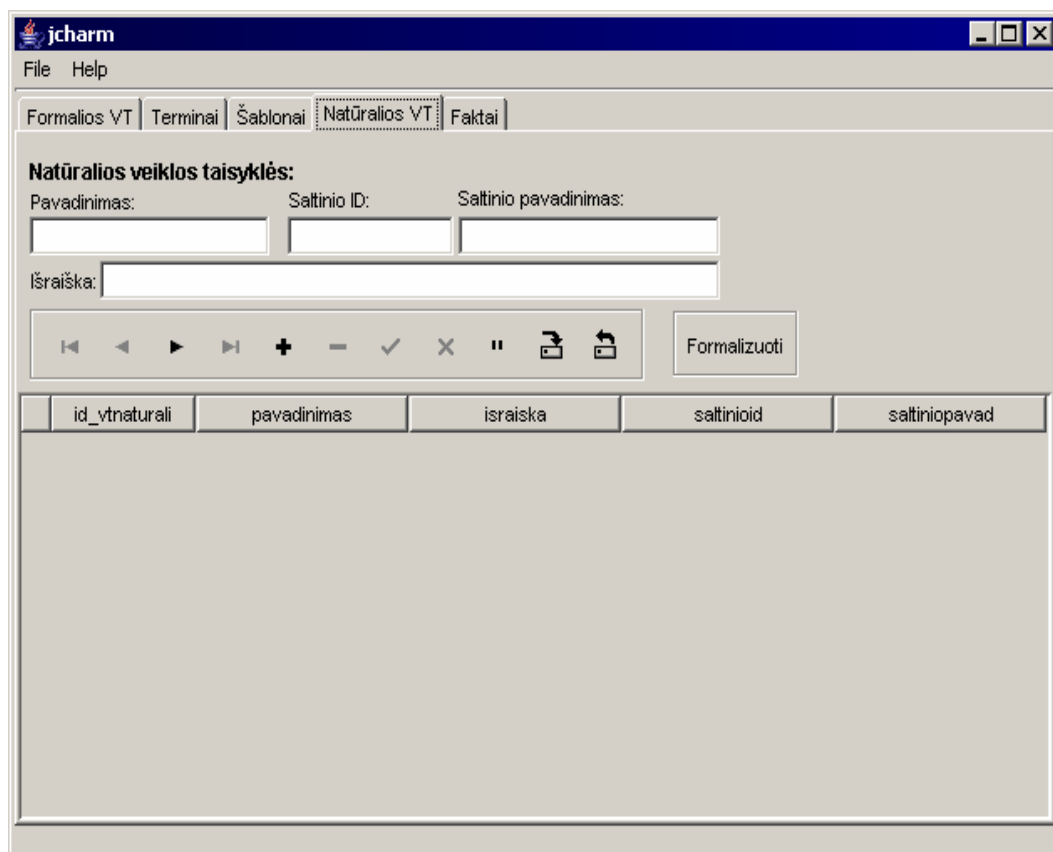 jcharm
File Help
Formalios VT Terminai Šablonai Natūralios VT Faktai
Natūralios veiklos taisyklės:
Pavadinimas: Saltinio ID: Saltinio pavadinimas:
Išraiška:
Formalizuoti
id_vtnaturali pavadinimas israiska saltinioid saltiniopavad